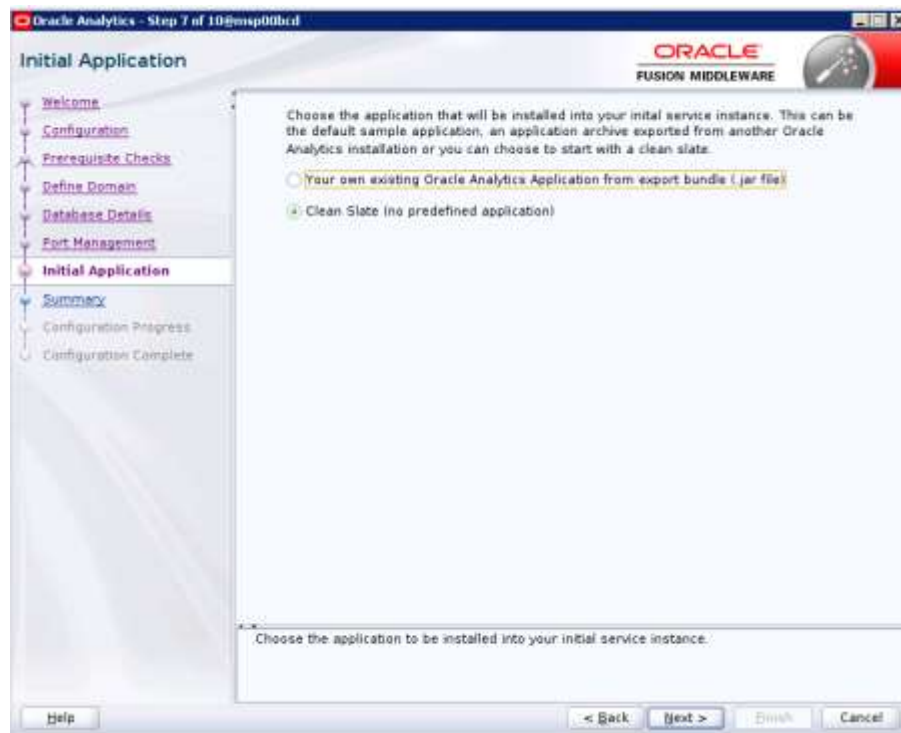 Oracle Analytics - Step 7 of 10@msp00bcd
Initial Application
ORACLE
FUSION MIDDLEWARE
Welcome
Configuration
Prerequisite Checks
Define Domain
Database Details
Port Management
Initial Application
Summary
Configuration Progress
Configuration Complete
Choose the application that will be installed into your inital service instance. This can be
the default sample application, an application archive exported from another Oracle
Analytics installation or you can choose to start with a clean slate.
Your own existing Oracle Analytics Application from export bundle (.jar file)
Clean Slate (no predefined application)
Choose the application to be installed into your initial service instance.
Help
< Back
Next >
Finish
Cancel